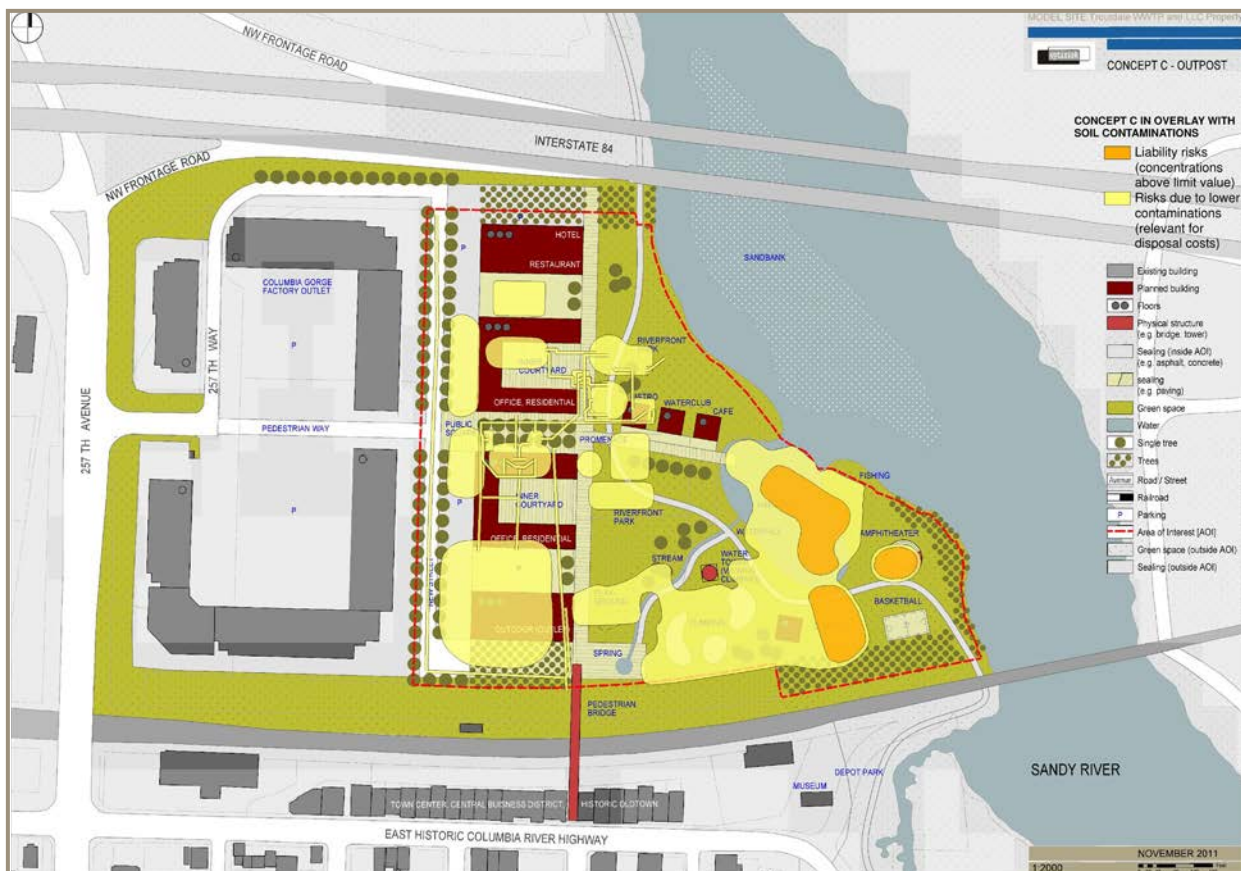 MODEL SITE Troutdale WWTP and LLC Property
CONCEPT C - OUTPOST
CONCEPT C IN OVERLAY WITH
SOIL CONTAMINATIONS
Liability risks
(concentrations
above limit value)
Risks due to lower
contaminations
(relevant for
disposal costs)
Existing building
Planned building
Floors
Physical structure
(e.g. bridge, tower)
Sealing (inside AOI)
(e.g. asphalt, concrete)
sealing
(e.g. paving)
Green space
Water
Single tree
Trees
Avenue
Road / Street
Railroad
P
Parking
Area of Interest [AOI]
Green space (outside AOI)
Sealing (outside AOI)
NW FRONTAGE ROAD
INTERSTATE 84
NW FRONTAGE ROAD
P
HOTEL
RESTAURANT
P
SANDBANK
COLUMBIA GORGE
FACTORY OUTLET
P
257 TH WAY
257 TH AVENUE
RIVERFRONT
COURTYARD
OFFICE, RESIDENTIAL
WATERCLUB
CAFE
PEDESTRIAN WAY
PUBLIC
P
P
INNER
COURTYARD
OFFICE, RESIDENTIAL
RIVERFRONT
PARK
FISHING
AMPHITHEATER
STREAM
WATER
BASKETBALL
NEW STREET
SPRING
PEDESTRIAN
BRIDGE
MUSEUM
DEPOT PARK
SANDY RIVER
TOWN CENTER, CENTRAL BUSINESS DISTRICT, HISTORIC OLDTOWN
EAST HISTORIC COLUMBIA RIVER HIGHWAY
NOVEMBER 2011
1:2000